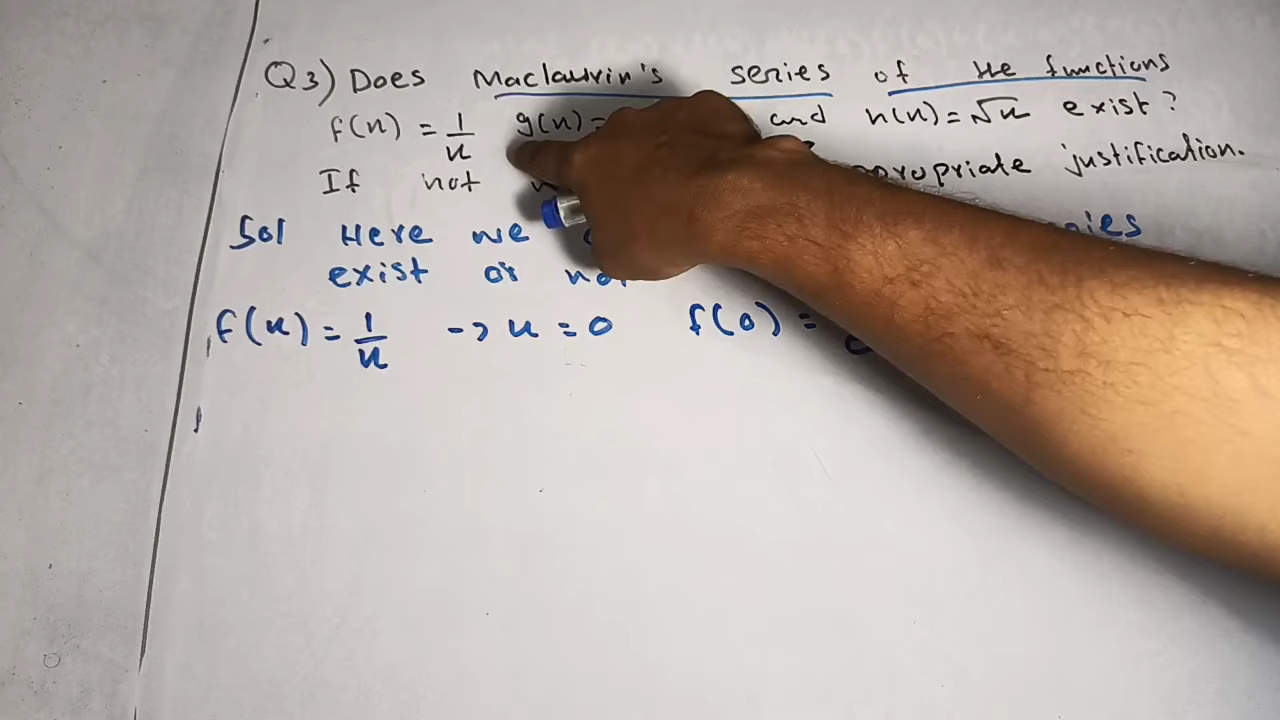 Q3) Does Maclaurin's series of the functions
f(x) = 1/x g(x) = and h(x) = √x exist?
If not appropriate justification.
Sol Here we
exist or not
f(x) = 1/x -> x = 0 f(0) =